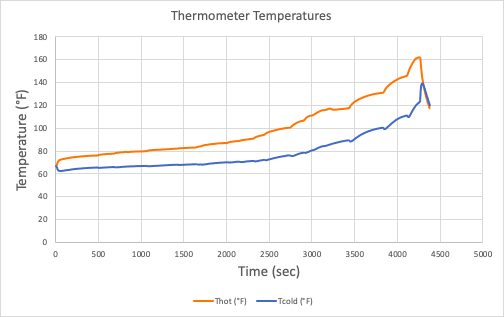 Thermometer Temperatures
180
160
140
120
100
80
60
40
20
0
Temperature (°F)
0 500 1000 1500 2000 2500 3000 3500 4000 4500 5000
Time (sec)
Thot (°F) Tcold (°F)